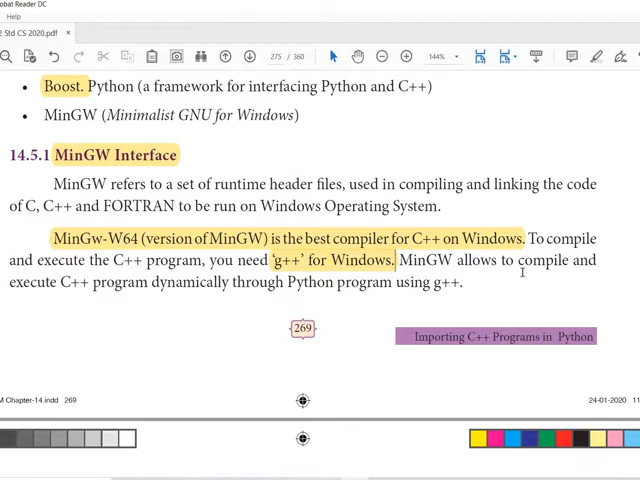 obat Reader DC
Help
2 Std CS 2020.pdf ×
275 / 360 144%
• Boost. Python (a framework for interfacing Python and C++)
• MinGW (Minimalist GNU for Windows)
14.5.1 MinGW Interface
MinGW refers to a set of runtime header files, used in compiling and linking the code
of C, C++ and FORTRAN to be run on Windows Operating System.
MinGw-W64 (version of MinGW) is the best compiler for C++ on Windows. To compile
and execute the C++ program, you need ‘g++’ for Windows. MinGW allows to compile and
execute C++ program dynamically through Python program using g++.
269
Importing C++ Programs in Python
M Chapter-14.indd 269 24-01-2020 11